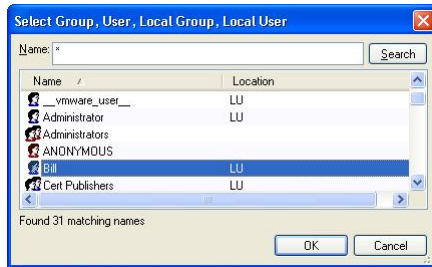 Select Group, User, Local Group, Local User
Name: * Search
Name Location
__vmware_user__ LU
Administrator LU
Administrators
ANONYMOUS
Bill LU
Cert Publishers LU
Found 31 matching names
OK Cancel